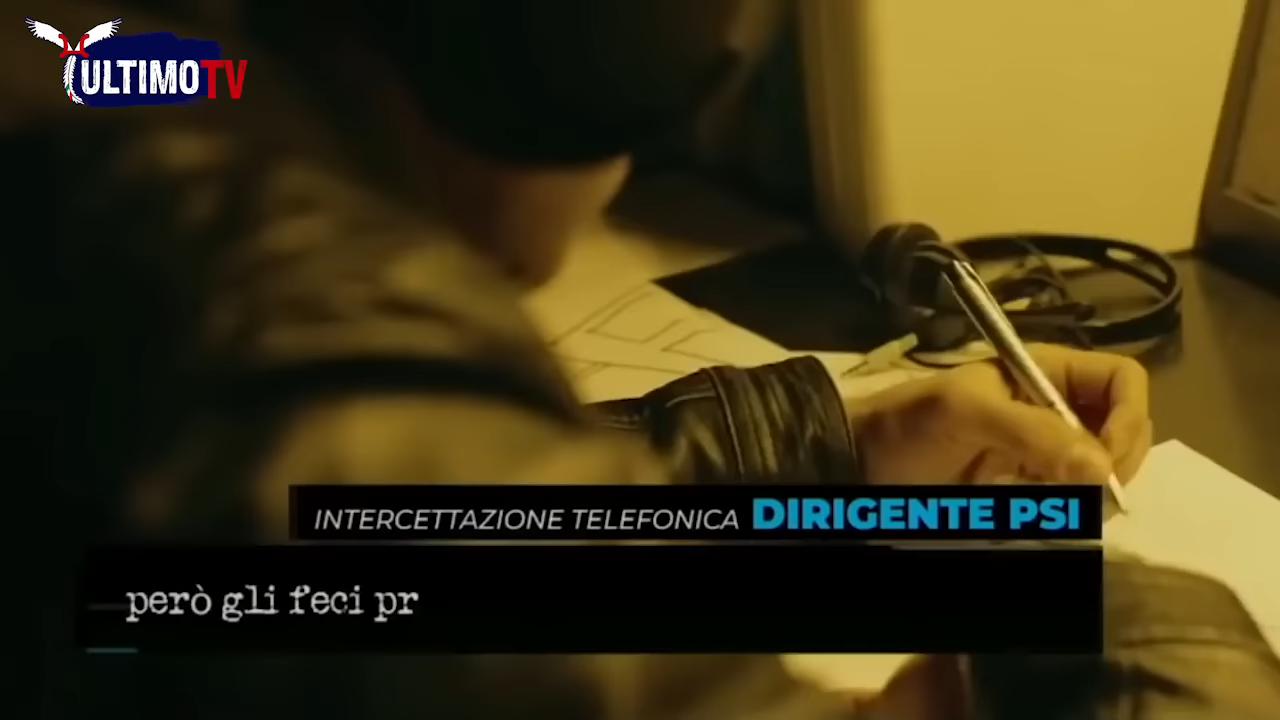 ULTIMOTV
INTERCETTAZIONE TELEFONICA DIRIGENTE PSI
però gli feci pr